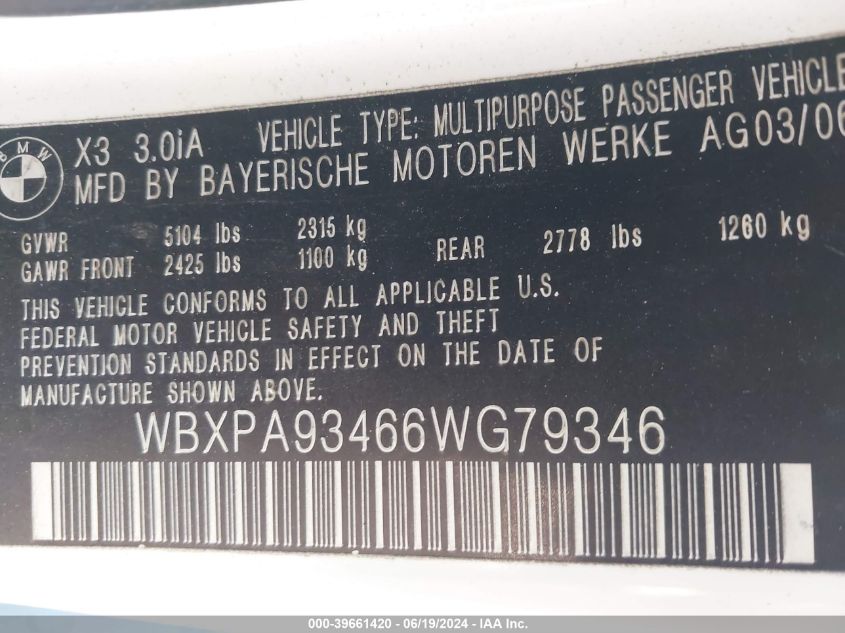 BMW
X3 3.0iA VEHICLE TYPE: MULTIPURPOSE PASSENGER VEHICLE
MFD BY BAYERISCHE MOTOREN WERKE AG03/06
GVWR 5104 lbs 2315 kg
GAWR FRONT 2425 lbs 1100 kg REAR 2778 lbs 1260 kg
THIS VEHICLE CONFORMS TO ALL APPLICABLE U.S.
FEDERAL MOTOR VEHICLE SAFETY AND THEFT
PREVENTION STANDARDS IN EFFECT ON THE DATE OF
MANUFACTURE SHOWN ABOVE.
WBXPA93466WG79346
000-39661420 - 06/19/2024 - IAA Inc.